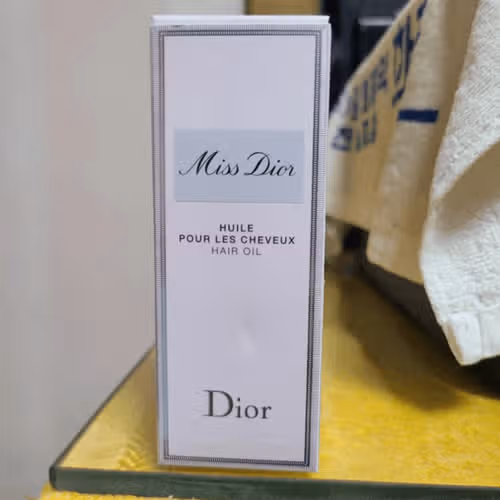 Miss Dior
HUILE
POUR LES CHEVEUX
HAIR OIL
Dior